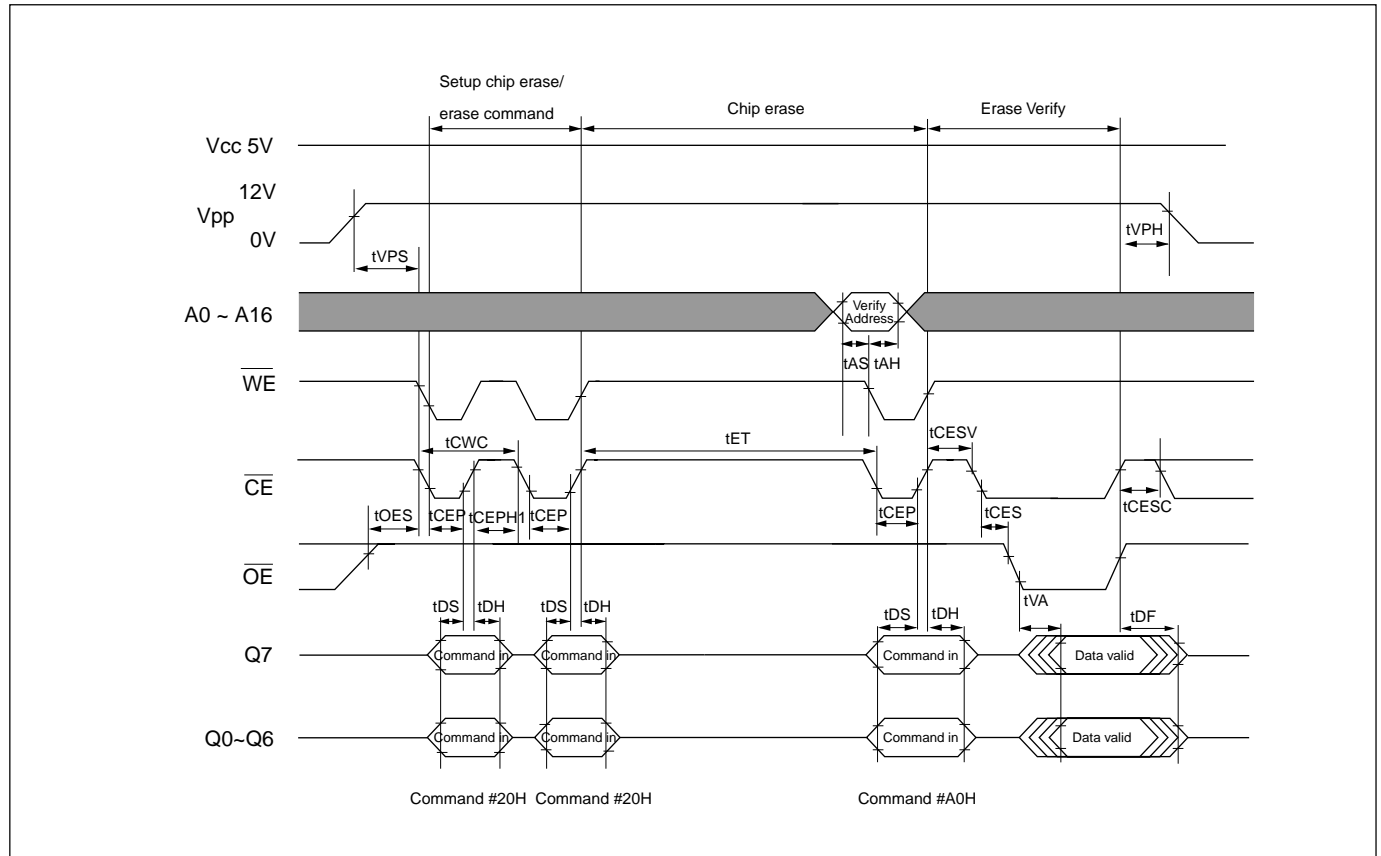 Setup chip erase/
erase command
Chip erase
Erase Verify
Vcc 5V
12V
Vpp
0V
tVPS
tVPH
A0 ~ A16
Verify
Address
tAS
tAH
WE
tCWC
tET
tCESV
CE
tOES
tCEP
tCEPH1
tCEP
tCEP
tCES
tCESC
OE
tVA
tDS
tDH
tDS
tDH
tDS
tDH
tDF
Q7
Command in
Command in
Command in
Data valid
Q0~Q6
Command in
Command in
Command in
Data valid
Command #20H
Command #20H
Command #A0H